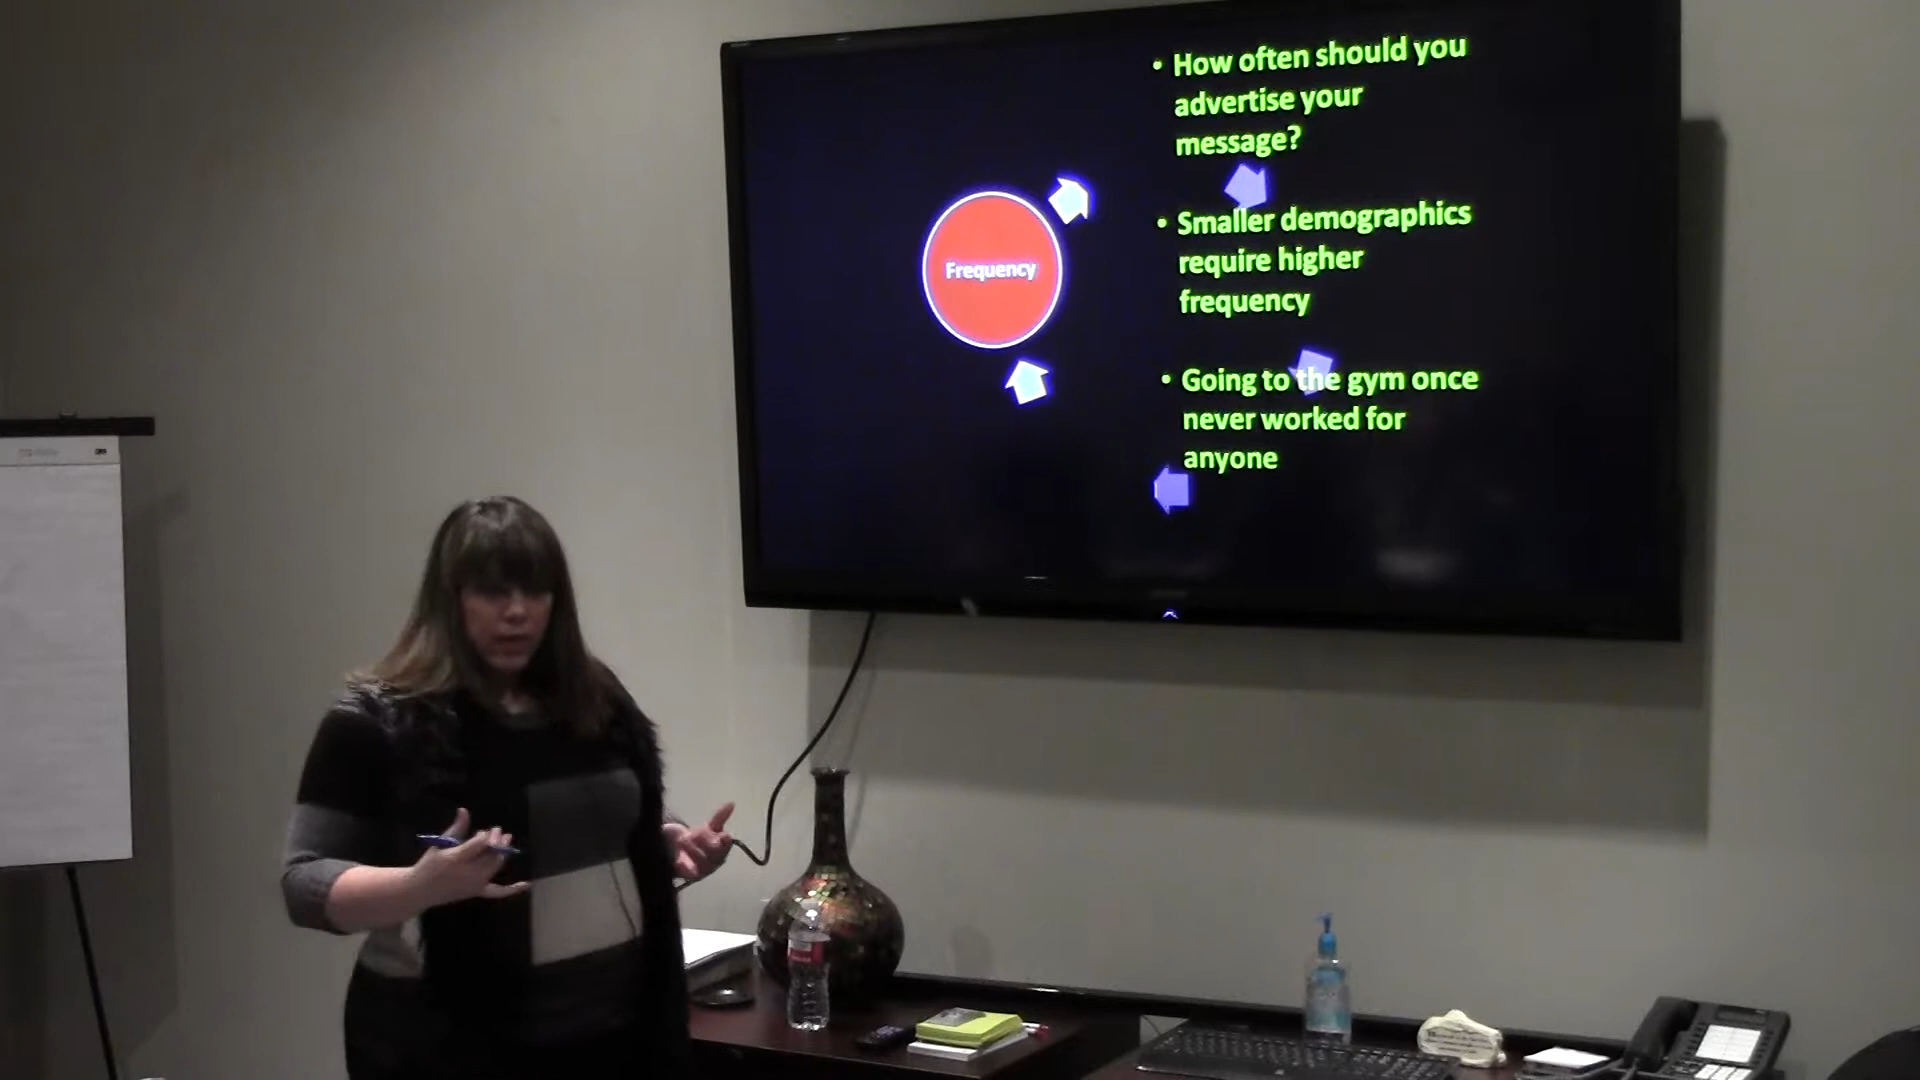 Frequency
• How often should you
advertise your
message?
• Smaller demographics
require higher
frequency
• Going to the gym once
never worked for
anyone